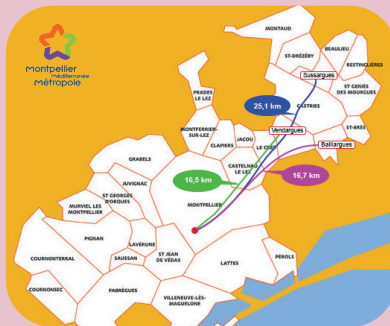 montpellier
méditerranée
métropole
MONTAUD
ST-DRÉZÉRY
BEAULIEU
RESTINCLIÈRES
Sussargues
ST GENÈS
DES MOURGUES
PRADES
LE LEZ
25,1 km
CASTRIES
MONTFERRIER-
SUR-LEZ
Vendargues
ST-BRÈS
JACOU
LE CRÈS
CLAPIERS
Baillargues
GRABELS
CASTELNAU
LE LEZ
16,7 km
JUVIGNAC
16,5 km
ST GEORGES
D'ORQUES
MURVIEL LES
MONTPELLIER
MONTPELLIER
PIGNAN
LAVÉRUNE
ST JEAN
DE VÉDAS
COURNONTERRAL
SAUSSAN
LATTES
PÉROLS
COURNONSEC
FABRÈGUES
VILLENEUVE-LÈS-
MAGUELONE